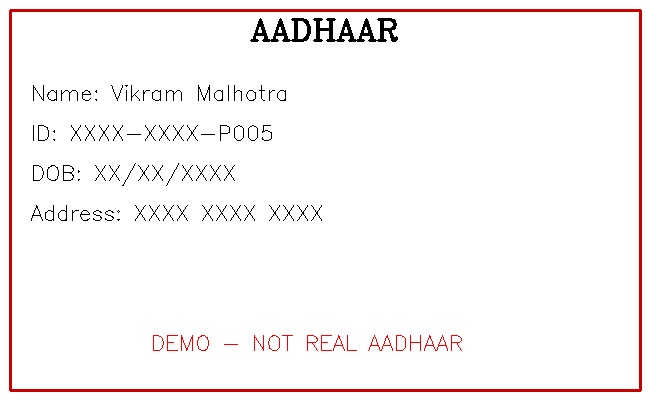 AADHAAR
Name: Vikram Malhotra
ID: XXXX-XXXX-P005
DOB: XX/XX/XXXX
Address: XXXX XXXX XXXX
DEMO - NOT REAL AADHAAR